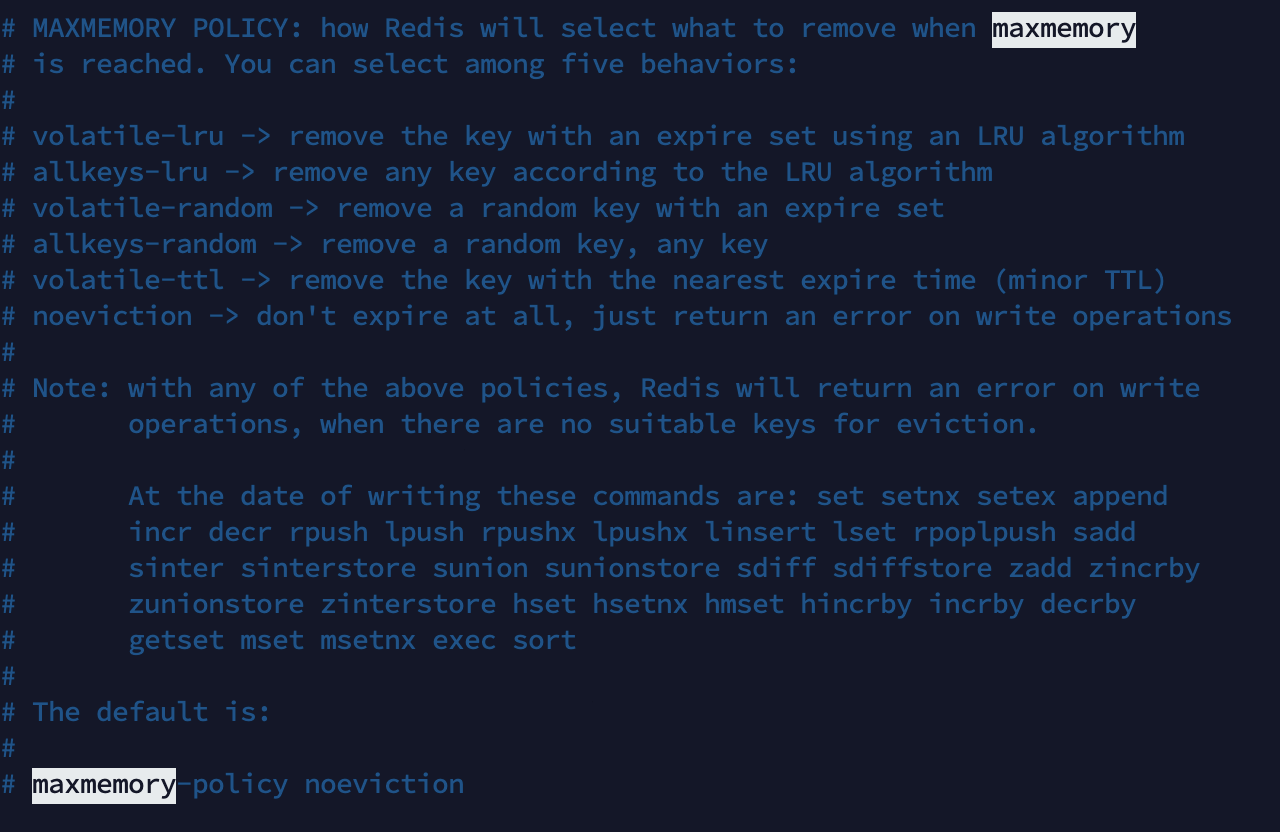 # MAXMEMORY POLICY: how Redis will select what to remove when maxmemory
# is reached. You can select among five behaviors:
#
# volatile-lru -> remove the key with an expire set using an LRU algorithm
# allkeys-lru -> remove any key according to the LRU algorithm
# volatile-random -> remove a random key with an expire set
# allkeys-random -> remove a random key, any key
# volatile-ttl -> remove the key with the nearest expire time (minor TTL)
# noeviction -> don't expire at all, just return an error on write operations
#
# Note: with any of the above policies, Redis will return an error on write
#       operations, when there are no suitable keys for eviction.
#
#       At the date of writing these commands are: set setnx setex append
#       incr decr rpush lpush rpushx lpushx linsert lset rpoplpush sadd
#       sinter sinterstore sunion sunionstore sdiff sdiffstore zadd zincrby
#       zunionstore zinterstore hset hsetnx hmset hincrby incrby decrby
#       getset mset msetnx exec sort
#
# The default is:
#
# maxmemory-policy noeviction